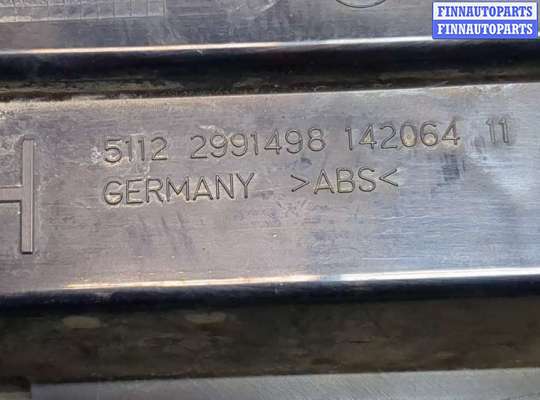 FINNAUTOPARTS
FINNAUTOPARTS
5112 2991498 142064 11
GERMANY >ABS<